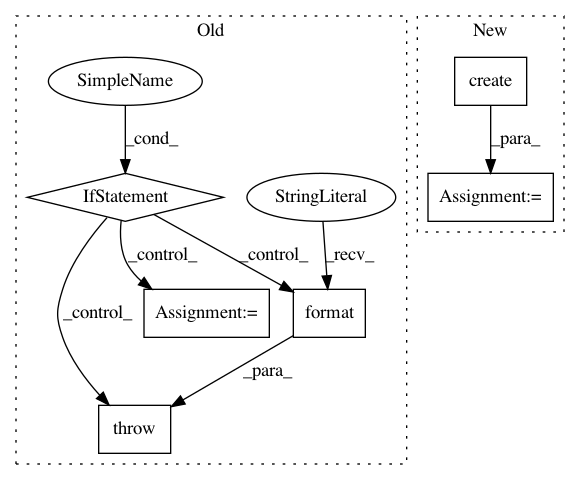 Old
New
SimpleName
create
_cond_
_para_
IfStatement
StringLiteral
Assignment:=
_control_
_control_
_recv_
_control_
Assignment:=
format
_para_
throw